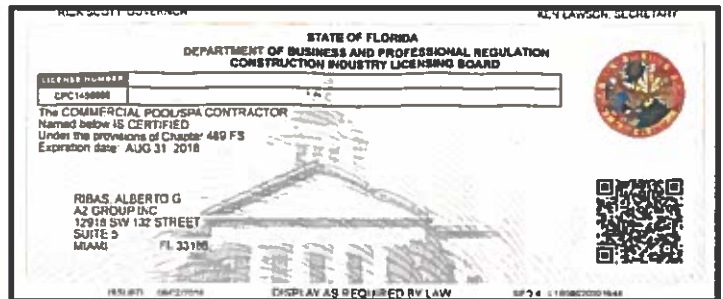 RICK SCOTT, GOVERNOR KEN LAWSON, SECRETARY
STATE OF FLORIDA
DEPARTMENT OF BUSINESS AND PROFESSIONAL REGULATION
CONSTRUCTION INDUSTRY LICENSING BOARD
LICENSE NUMBER
The COMMERCIAL POOL/SPA CONTRACTOR
Named below IS CERTIFIED
Under the provisions of Chapter 489 FS
Expiration date: AUG 31, 2018
RIBAS, ALBERTO G
A2 GROUP INC
12918 SW 132 STREET
SUITE 5
MIAMI FL 33186
ISSUED: DISPLAY AS REQUIRED BY LAW